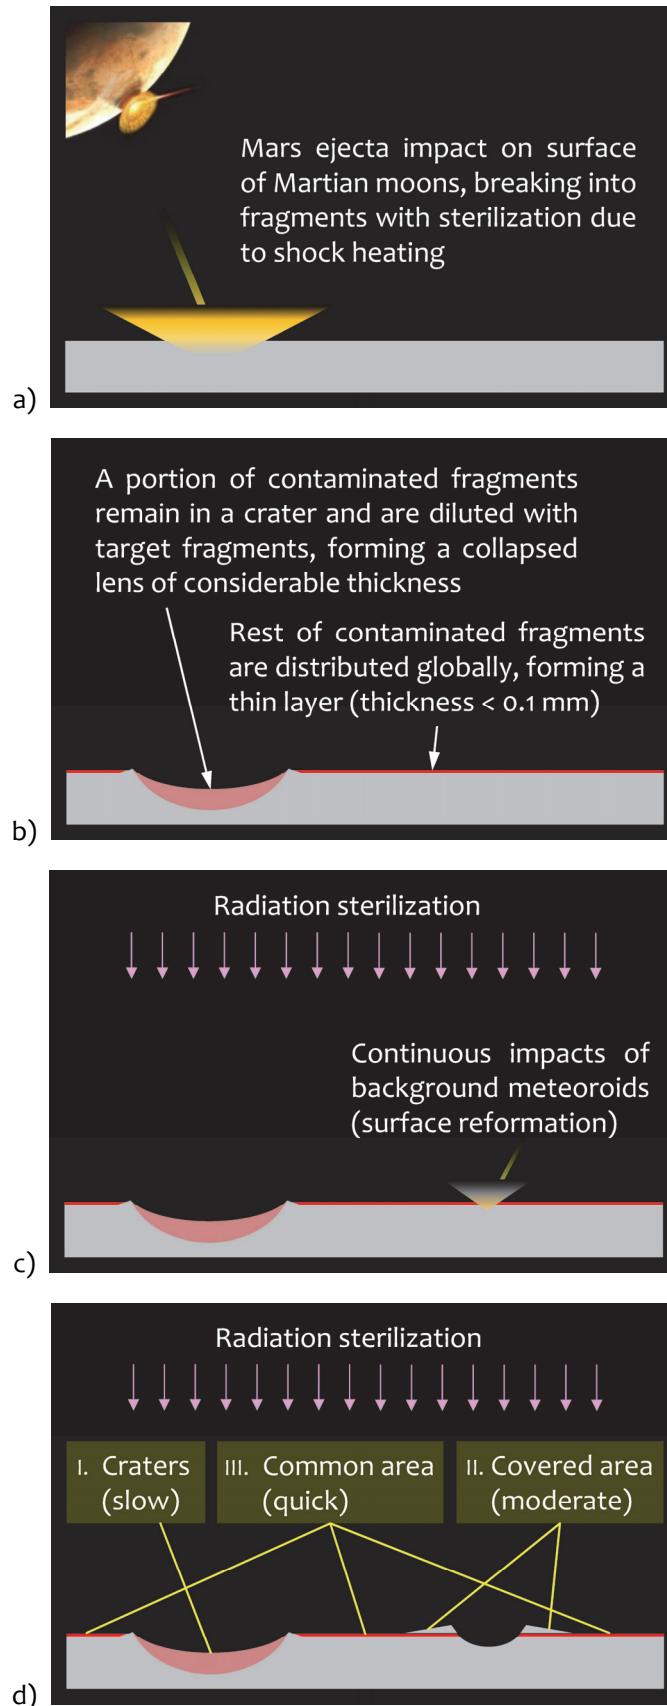 Mars ejecta impact on surface
of Martian moons, breaking into
fragments with sterilization due
to shock heating
a)
A portion of contaminated fragments
remain in a crater and are diluted with
target fragments, forming a collapsed
lens of considerable thickness
Rest of contaminated fragments
are distributed globally, forming a
thin layer (thickness < 0.1 mm)
b)
Radiation sterilization
Continuous impacts of
background meteoroids
(surface reformation)
c)
Radiation sterilization
I. Craters
(slow)
III. Common area
(quick)
II. Covered area
(moderate)
d)